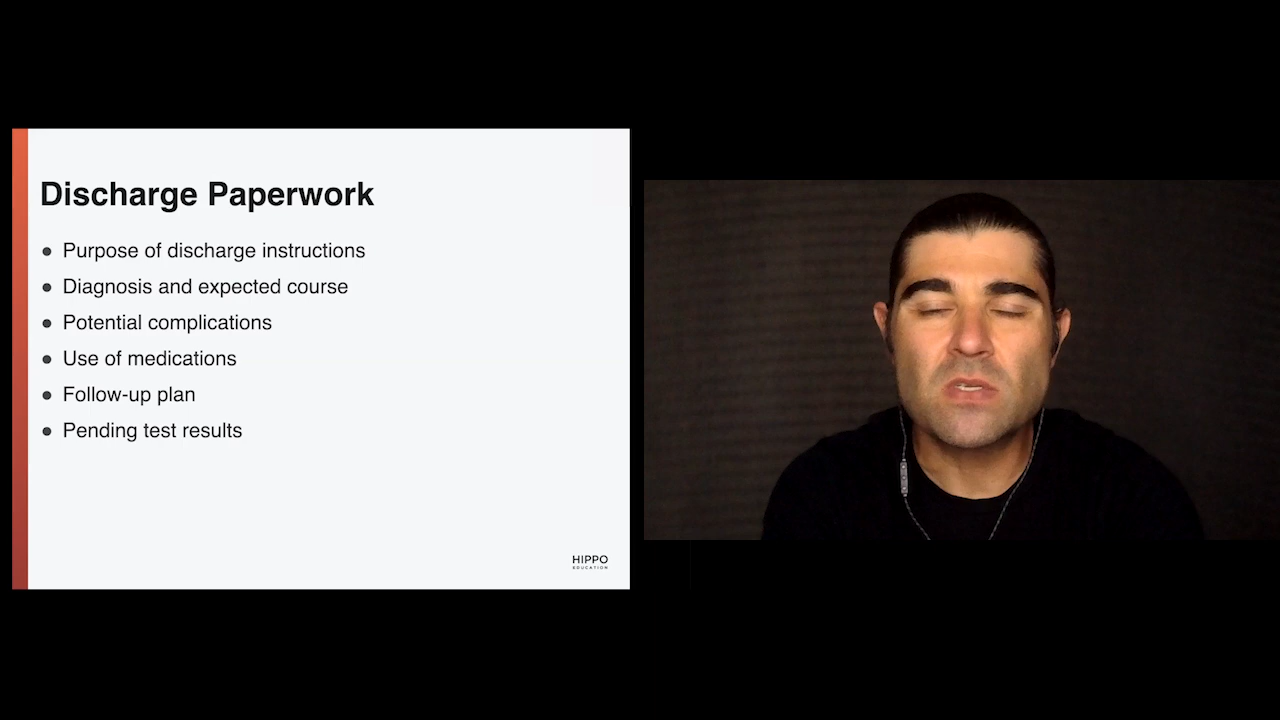 Discharge Paperwork
● Purpose of discharge instructions
● Diagnosis and expected course
● Potential complications
● Use of medications
● Follow-up plan
● Pending test results
HIPPO
EDUCATION